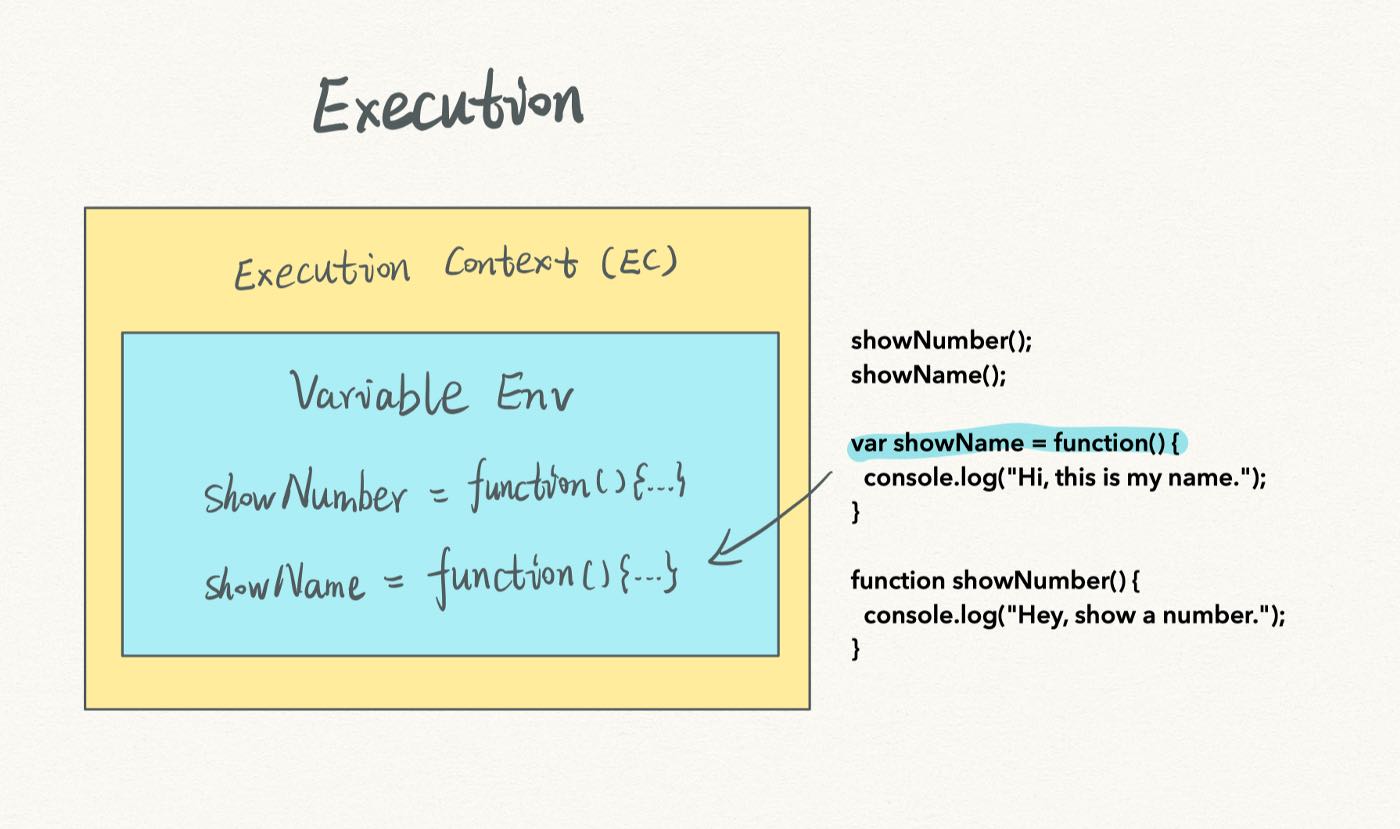 Execution
Execution Context (EC)
Variable Env
showNumber = function(){...}
showName = function(){...}
showNumber();
showName();
var showName = function() {
console.log("Hi, this is my name.");
}
function showNumber() {
console.log("Hey, show a number.");
}